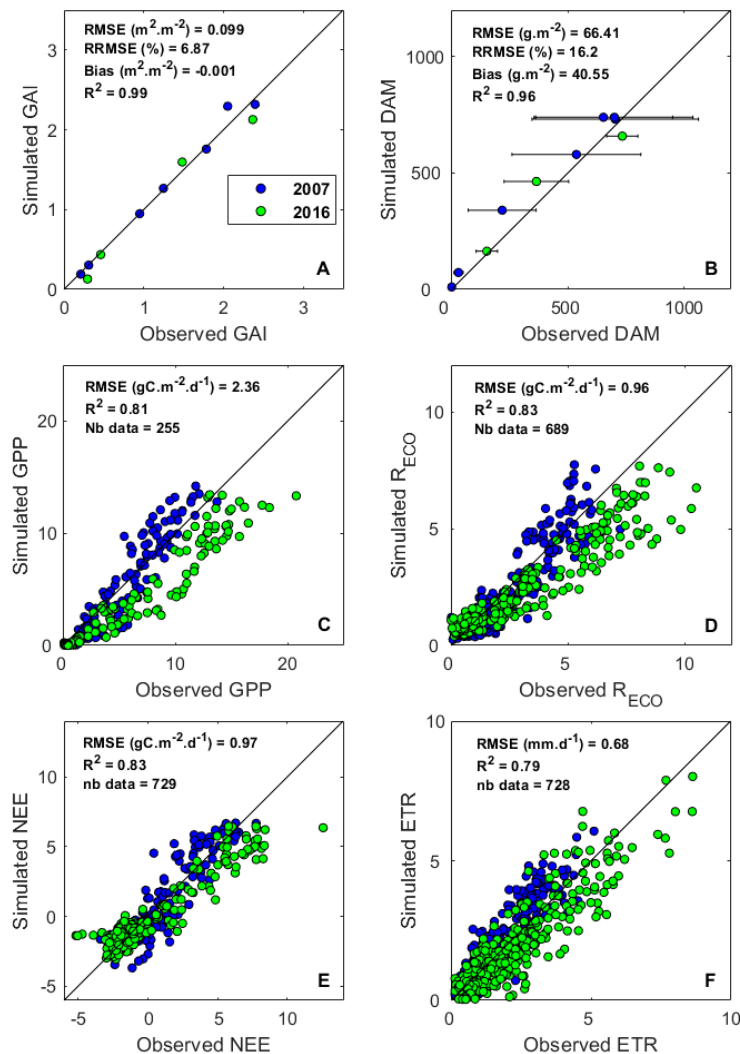 RMSE (m².m⁻²) = 0.099
RRMSE (%) = 6.87
Bias (m².m⁻²) = -0.001
R² = 0.99
3
2
1
0
Simulated GAI
2007
2016
A
0 1 2 3
Observed GAI
RMSE (g.m⁻²) = 66.41
RRMSE (%) = 16.2
Bias (g.m⁻²) = 40.55
R² = 0.96
1000
500
0
Simulated DAM
B
500 1000
Observed DAM
RMSE (gC.m⁻².d⁻¹) = 2.36
R² = 0.81
Nb data = 255
20
10
0
Simulated GPP
C
0 10 20
Observed GPP
RMSE (gC.m⁻².d⁻¹) = 0.96
R² = 0.83
Nb data = 689
10
5
0
Simulated R_ECO
D
0 5 10
Observed R_ECO
RMSE (gC.m⁻².d⁻¹) = 0.97
R² = 0.83
nb data = 729
10
5
0
-5
Simulated NEE
E
-5 0 5 10
Observed NEE
RMSE (mm.d⁻¹) = 0.68
R² = 0.79
nb data = 728
10
5
0
Simulated ETR
F
0 5 10
Observed ETR